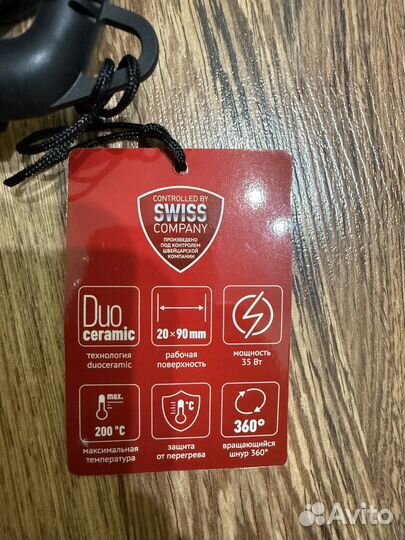 CONTROLLED BY
SWISS
COMPANY
ПРОИЗВЕДЕНО
ПОД КОНТРОЛЕМ
ШВЕЙЦАРСКОЙ
КОМПАНИИ
Duo
ceramic
технология
duoceramic
20×90mm
рабочая
поверхность
мощность
35 Вт
max.
200 °C
максимальная
температура
защита
от перегрева
360°
вращающийся
шнур 360°
Avito